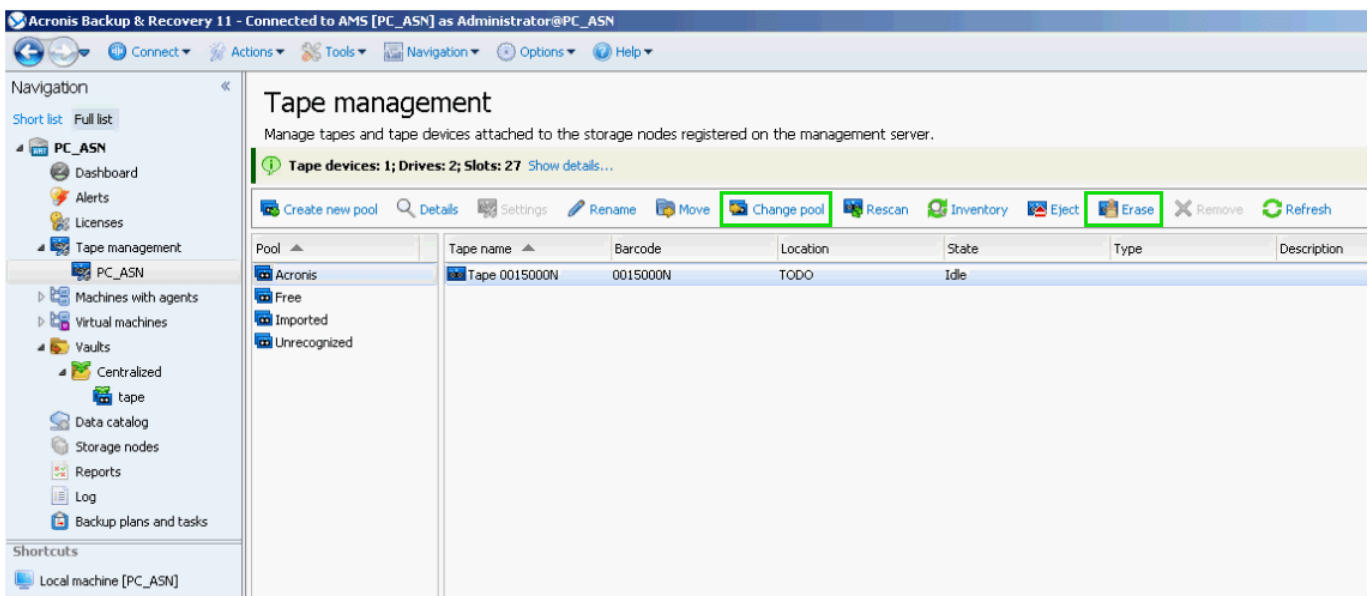 Acronis Backup & Recovery 11 - Connected to AMS [PC_ASN] as Administrator@PC_ASN
Connect Actions Tools Navigation Options Help
Navigation «
Short list Full list
PC_ASN
Dashboard
Alerts
Licenses
Tape management
PC_ASN
Machines with agents
Virtual machines
Vaults
Centralized
tape
Data catalog
Storage nodes
Reports
Log
Backup plans and tasks
Shortcuts
Local machine [PC_ASN]
Tape management
Manage tapes and tape devices attached to the storage nodes registered on the management server.
Tape devices: 1; Drives: 2; Slots: 27 Show details...
Create new pool Details Settings Rename Move Change pool Rescan Inventory Eject Erase Remove Refresh
Pool Tape name Barcode Location State Type Description
Acronis Tape 0015000N 0015000N TODO Idle
Free
Imported
Unrecognized